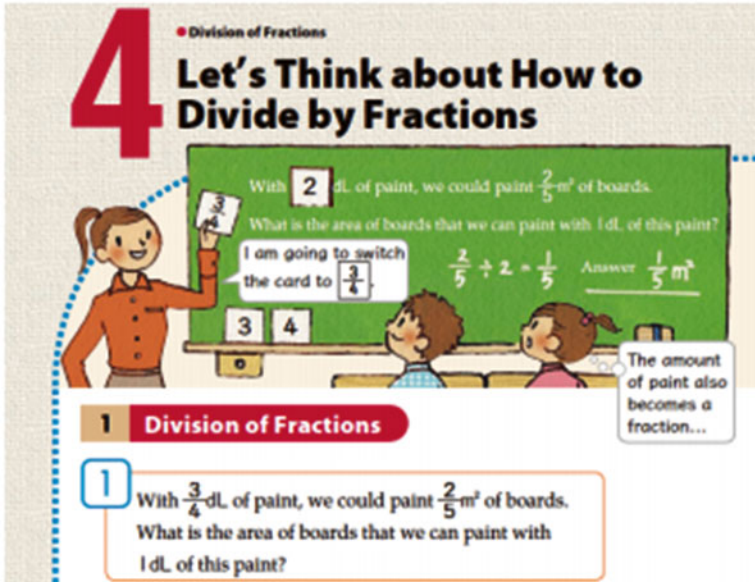 4
Division of Fractions
Let's Think about How to
Divide by Fractions
With 2 dL of paint, we could paint 2/5 m² of boards.
What is the area of boards that we can paint with 1 dL of this paint?
3/4
I am going to switch
the card to 3/4.
2/5 ÷ 2 = 1/5 Answer 1/5 m²
3 4
The amount
of paint also
becomes a
fraction...
1 Division of Fractions
1
With 3/4 dL of paint, we could paint 2/5 m² of boards.
What is the area of boards that we can paint with
1 dL of this paint?